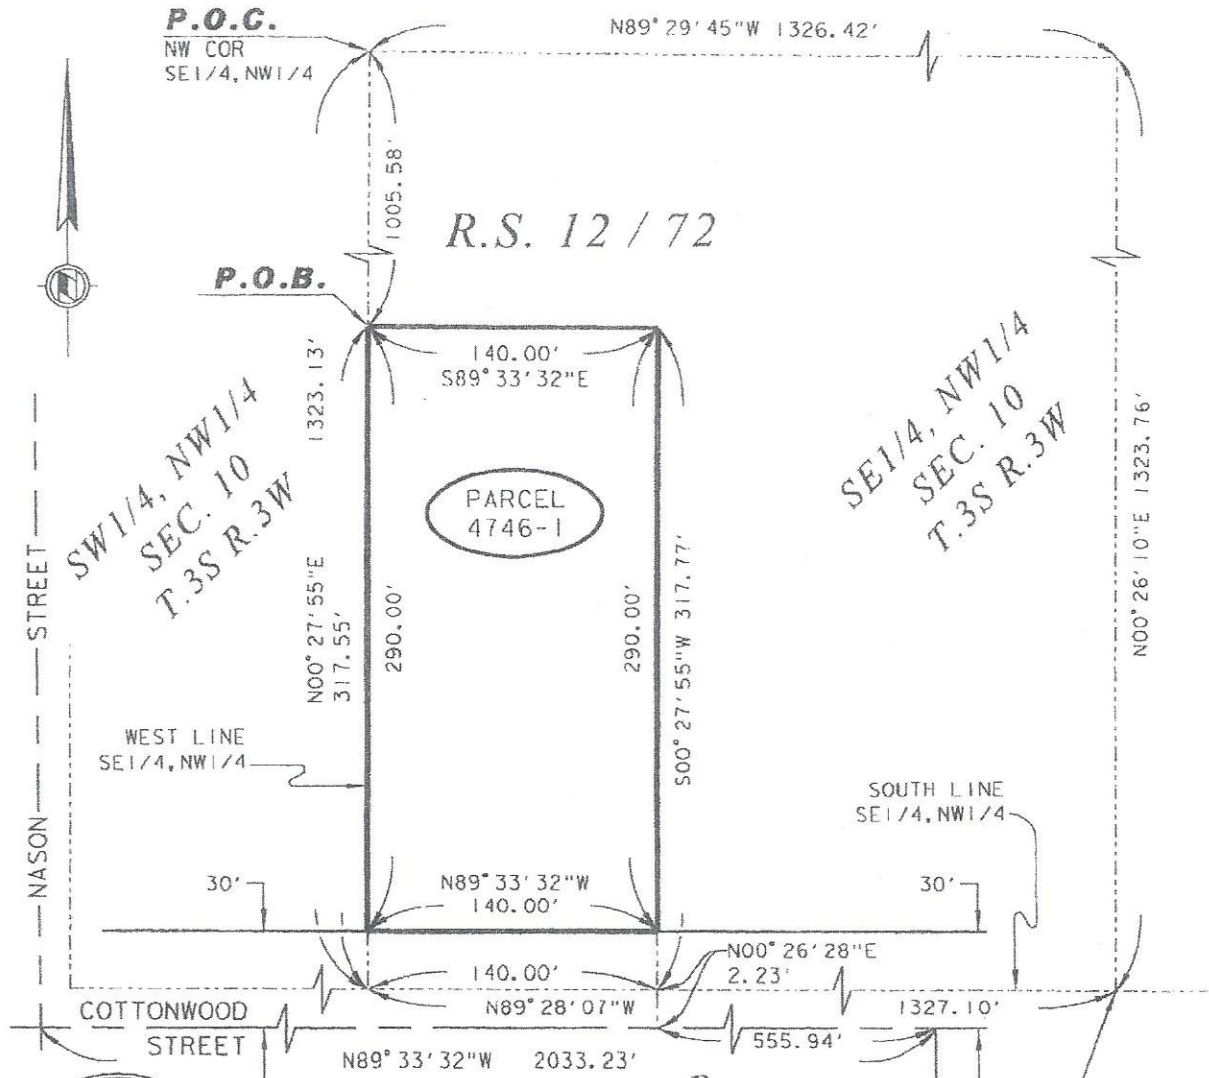 P.O.C.
NW COR
SE1/4, NW1/4
N89°29'45"W 1326.42'
1005.58'
R.S. 12 / 72
P.O.B.
1323.13'
140.00'
S89°33'32"E
SW1/4, NW1/4
SEC. 10
T.3S R.3W
SE1/4, NW1/4
SEC. 10
T.3S R.3W
N00°26'10"E 1323.76'
PARCEL
4746-1
NASON STREET
N00°27'55"E
317.55'
290.00'
290.00'
S00°27'55"W 317.77'
WEST LINE
SE1/4, NW1/4
SOUTH LINE
SE1/4, NW1/4
30'
N89°33'32"W
140.00'
30'
N00°26'28"E
2.23'
140.00'
N89°28'07"W
1327.10'
COTTONWOOD
STREET
555.94'
N89°33'32"W 2033.23'